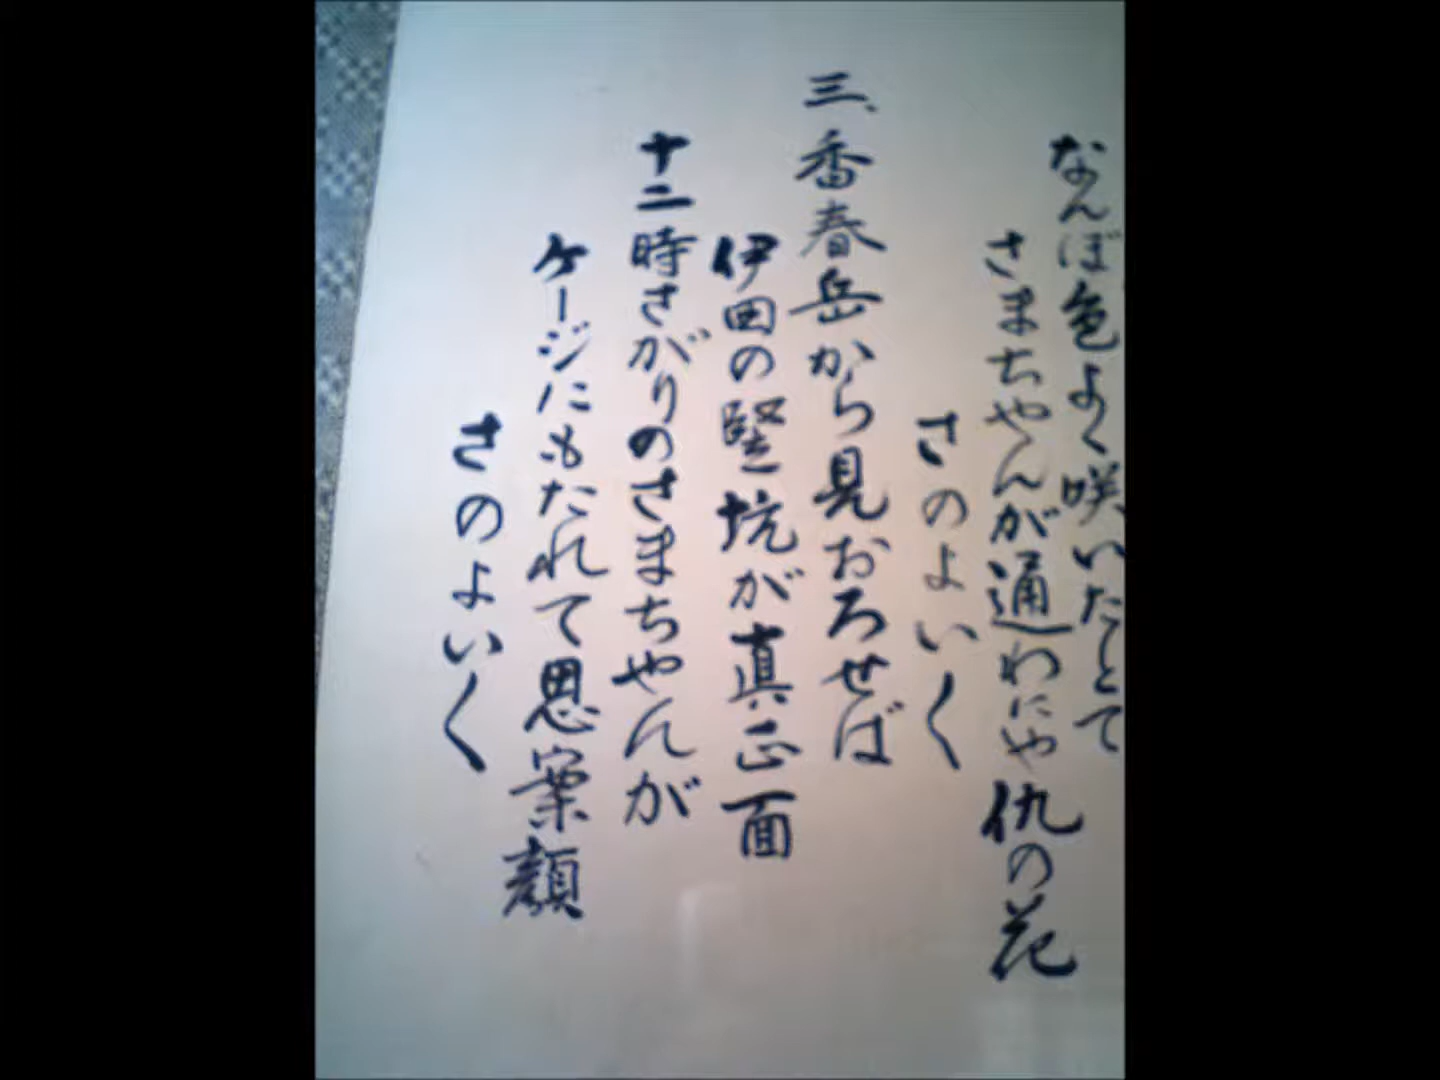 なんぼ色よく咲いたとて
さまちやんが通わにや仇の花
さのよいく
三、香春岳から見おろせば
伊田の竪坑が真正面
十二時さがりのさまちやんが
ケージにもたれて思案顔
さのよいく